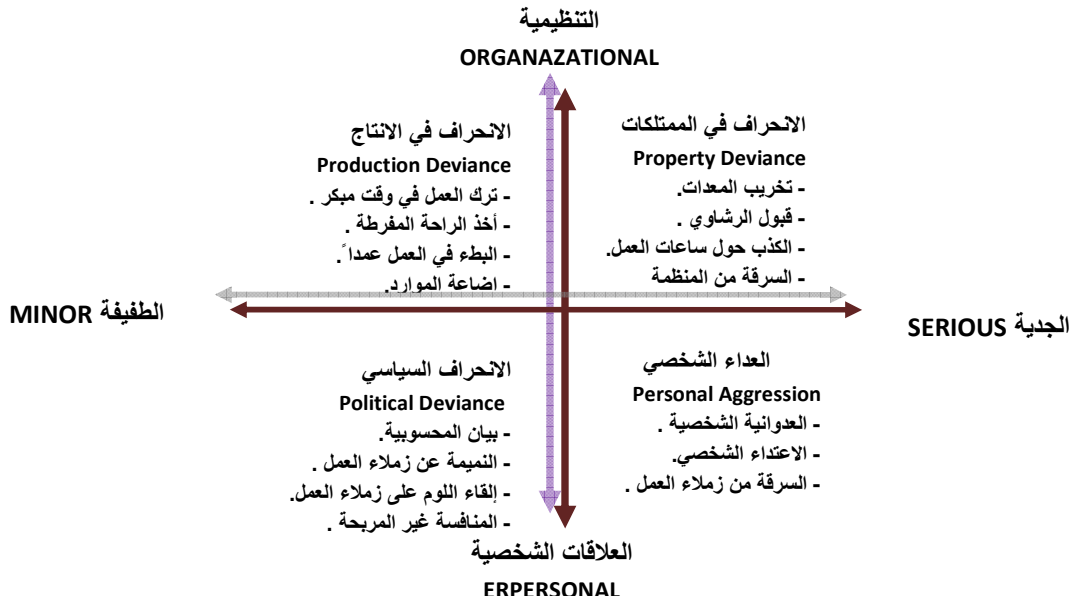 التنظيمية
ORGANAZATIONAL
الانحراف في الممتلكات
Property Deviance
- تخريب المعدات.
- قبول الرشاوي .
- الكذب حول ساعات العمل.
- السرقة من المنظمة
الانحراف في الانتاج
Production Deviance
- ترك العمل في وقت مبكر .
- أخذ الراحة المفرطة .
- البطء في العمل عمدا ً.
- اضاعة الموارد.
الجدية SERIOUS
الطفيفة MINOR
العداء الشخصي
Personal Aggression
- العدوانية الشخصية .
- الاعتداء الشخصي.
- السرقة من زملاء العمل .
الانحراف السياسي
Political Deviance
- بيان المحسوبية.
- النميمة عن زملاء العمل .
- إلقاء اللوم على زملاء العمل.
- المنافسة غير المربحة .
العلاقات الشخصية
ERPERSONAL